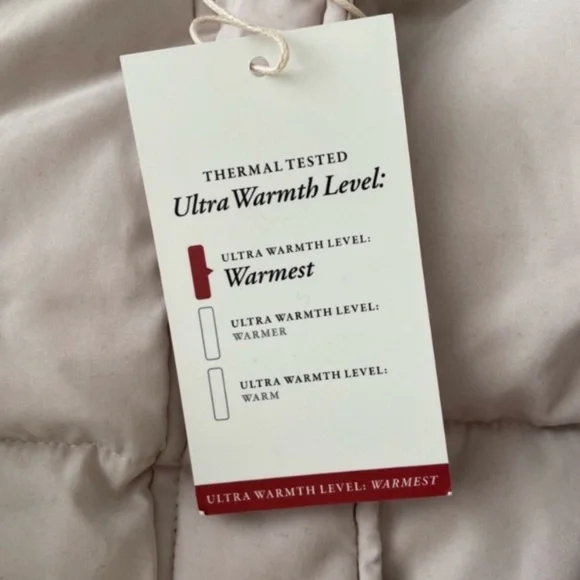 THERMAL TESTED
Ultra Warmth Level:
ULTRA WARMTH LEVEL:
Warmest
ULTRA WARMTH LEVEL:
WARMER
ULTRA WARMTH LEVEL:
WARM
ULTRA WARMTH LEVEL: WARMEST